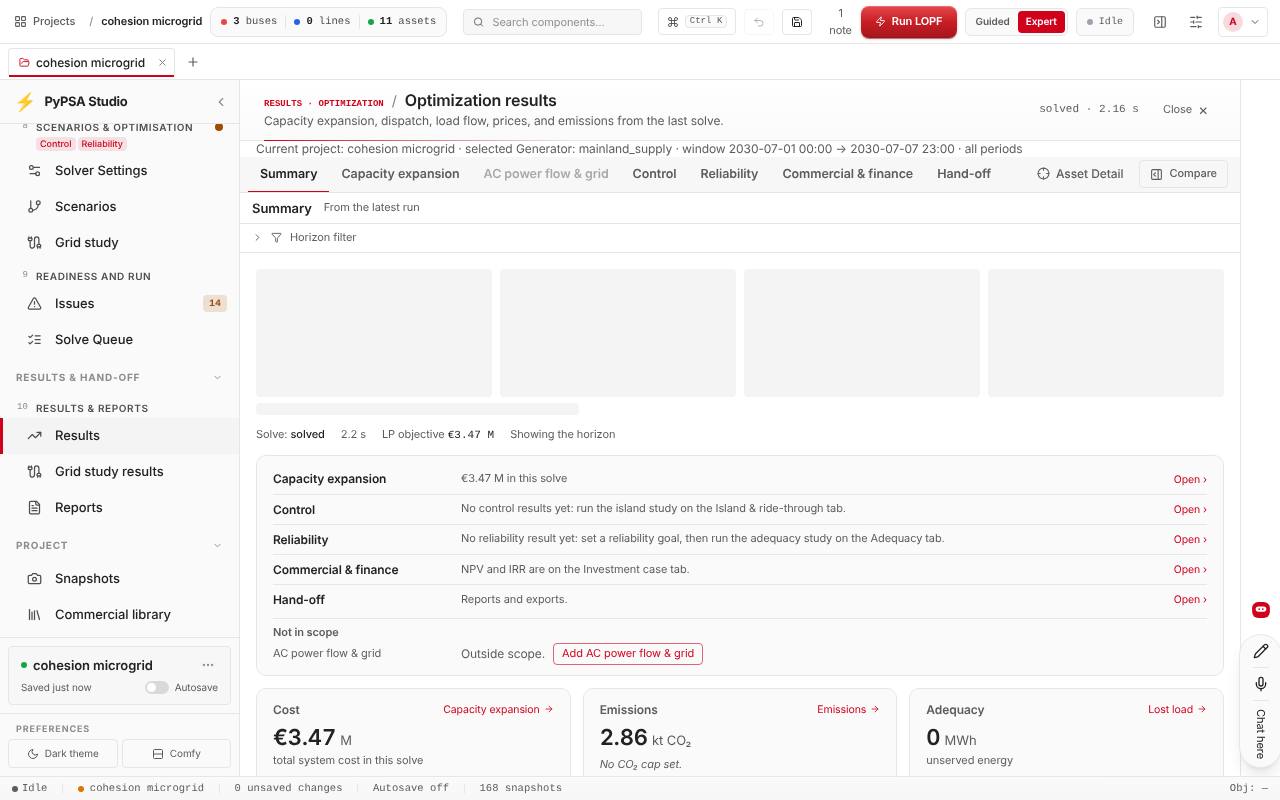 Projects / cohesion microgrid
3 buses 0 lines 11 assets
Search components...
⌘ Ctrl K
1 note
Run LOPF
Guided Expert
Idle
A
cohesion microgrid
PyPSA Studio
8 SCENARIOS & OPTIMISATION
Control Reliability
Solver Settings
Scenarios
Grid study
9 READINESS AND RUN
Issues 14
Solve Queue
RESULTS & HAND-OFF
10 RESULTS & REPORTS
Results
Grid study results
Reports
PROJECT
Snapshots
Commercial library
cohesion microgrid
Saved just now Autosave
PREFERENCES
Dark theme Comfy
RESULTS · OPTIMIZATION / Optimization results
Capacity expansion, dispatch, load flow, prices, and emissions from the last solve.
solved · 2.16 s
Close ×
Current project: cohesion microgrid · selected Generator: mainland_supply · window 2030-07-01 00:00 → 2030-07-07 23:00 · all periods
Summary Capacity expansion AC power flow & grid Control Reliability Commercial & finance Hand-off Asset Detail Compare
Summary From the latest run
Horizon filter
Solve: solved 2.2 s LP objective €3.47 M Showing the horizon
Capacity expansion €3.47 M in this solve Open ›
Control No control results yet: run the island study on the Island & ride-through tab. Open ›
Reliability No reliability result yet: set a reliability goal, then run the adequacy study on the Adequacy tab. Open ›
Commercial & finance NPV and IRR are on the Investment case tab. Open ›
Hand-off Reports and exports. Open ›
Not in scope
AC power flow & grid Outside scope. Add AC power flow & grid
Cost Capacity expansion →
€3.47 M
total system cost in this solve
Emissions Emissions →
2.86 kt CO₂
No CO₂ cap set.
Adequacy Lost load →
0 MWh
unserved energy
Chat here
Idle cohesion microgrid 0 unsaved changes Autosave off 168 snapshots Obj: —